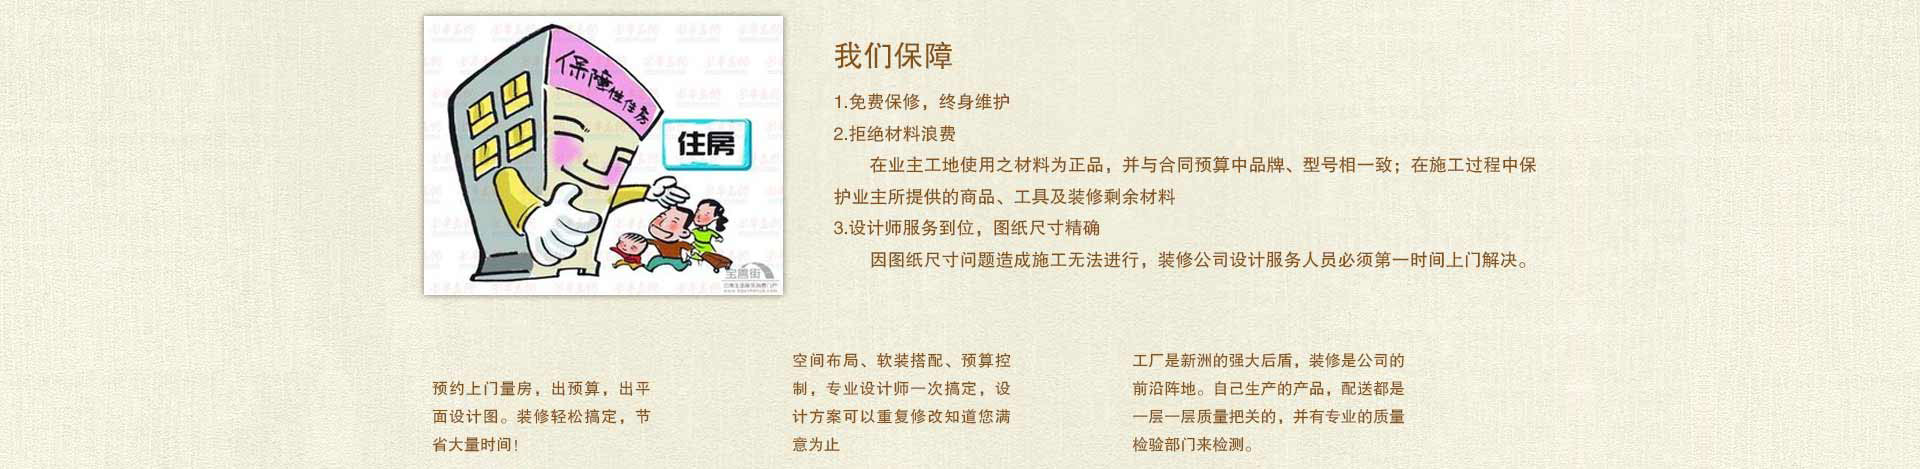 保障性住房
住房
宝善街
我们保障
1.免费保修，终身维护
2.拒绝材料浪费
在业主工地使用之材料为正品，并与合同预算中品牌、型号相一致；在施工过程中保
护业主所提供的商品、工具及装修剩余材料
3.设计师服务到位，图纸尺寸精确
因图纸尺寸问题造成施工无法进行，装修公司设计服务人员必须第一时间上门解决。
预约上门量房，出预算，出平
面设计图。装修轻松搞定，节
省大量时间！
空间布局、软装搭配、预算控
制，专业设计师一次搞定，设
计方案可以重复修改知道您满
意为止
工厂是新洲的强大后盾，装修是公司的
前沿阵地。自己生产的产品，配送都是
一层一层质量把关的，并有专业的质量
检验部门来检测。